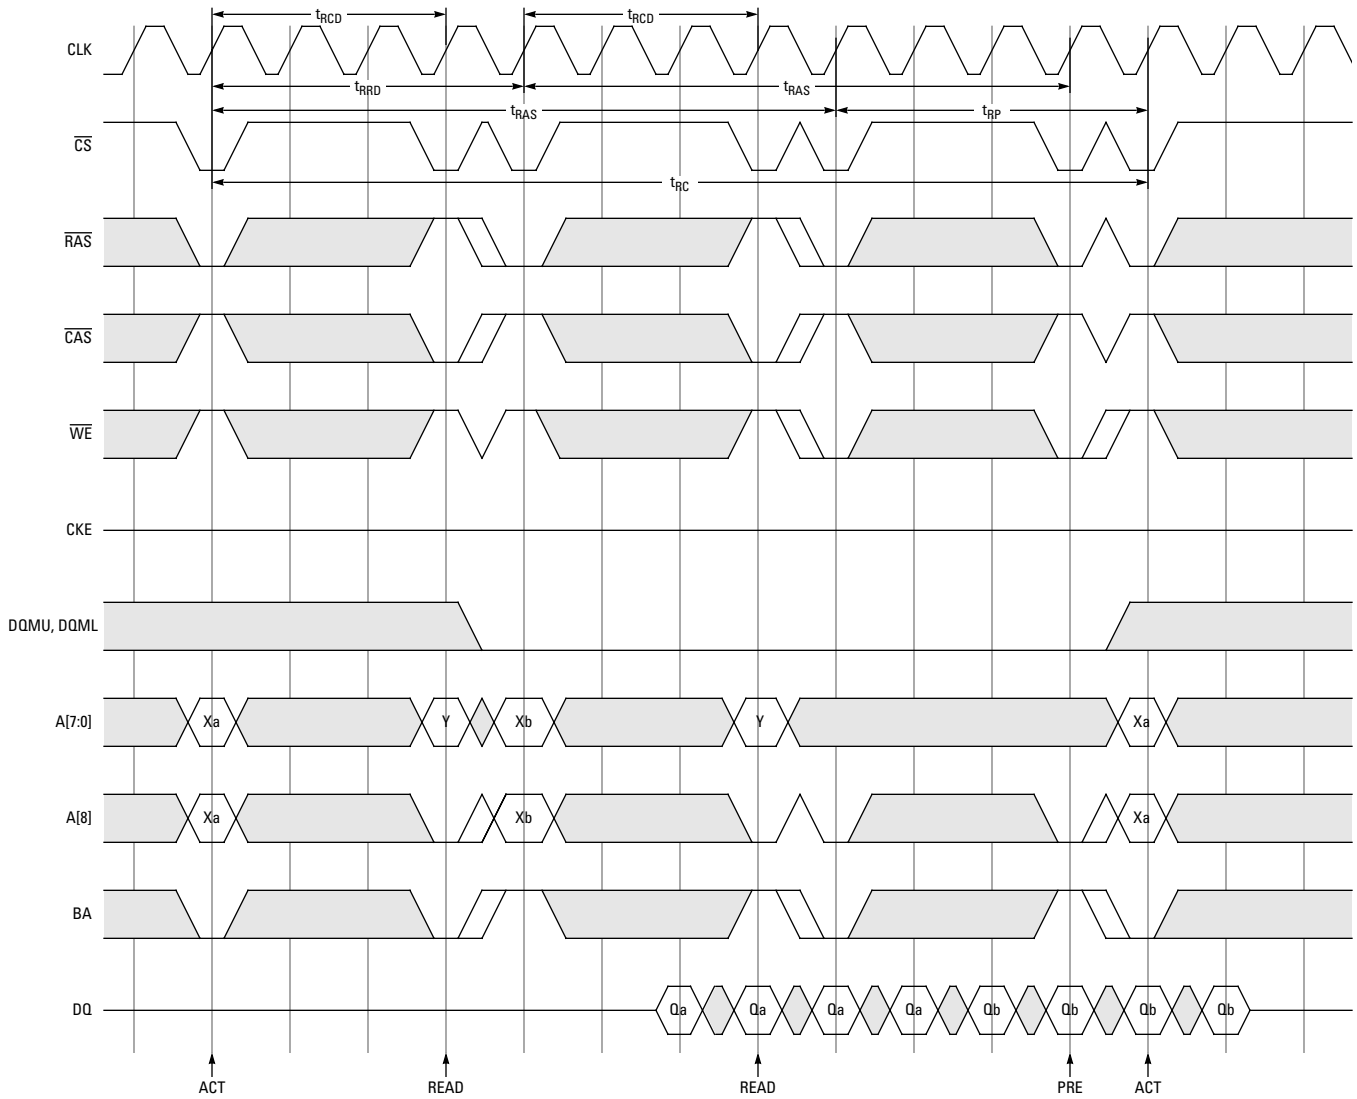 tRCD tRCD
CLK
tRRD tRAS
tRAS tRP
CS
tRC
RAS
CAS
WE
CKE
DQMU, DQML
A[7:0] Xa Y Xb Y Xa
A[8] Xa Xb Xa
BA
DQ Qa Qa Qa Qa Qb Qb Qb Qb
ACT READ READ PRE ACT